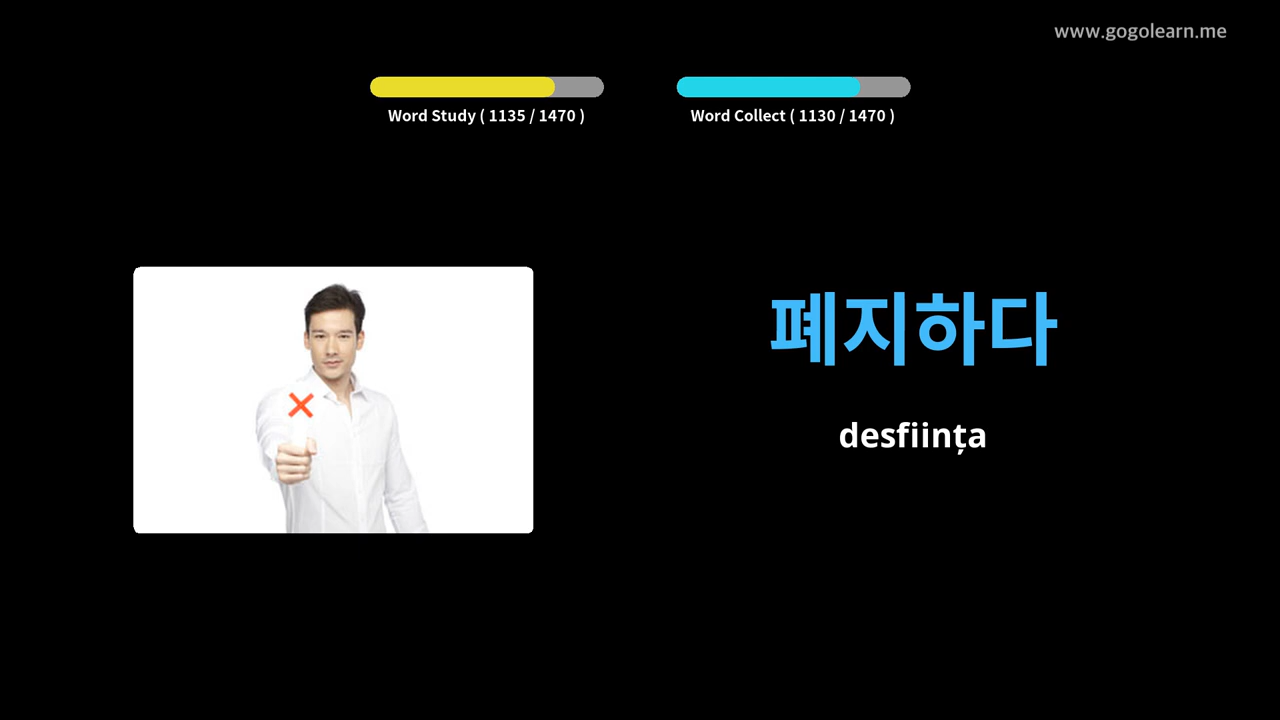 www.gogolearn.me
Word Study ( 1135 / 1470 )
Word Collect ( 1130 / 1470 )
폐지하다
desființa